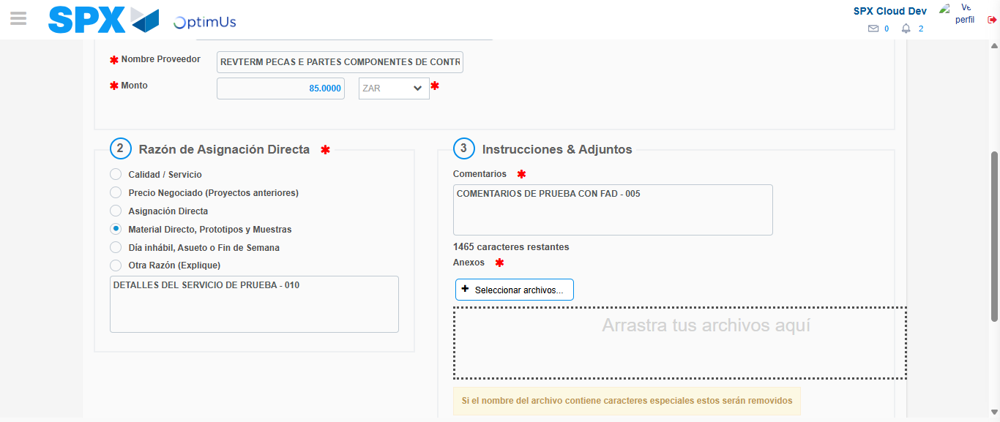 SPX
OptimUs
SPX Cloud Dev
0
2
Ve
perfil
Nombre Proveedor
REVTERM PECAS E PARTES COMPONENTES DE CONTR
Monto
85.0000
ZAR
2
Razón de Asignación Directa
Calidad / Servicio
Precio Negociado (Proyectos anteriores)
Asignación Directa
Material Directo, Prototipos y Muestras
Día inhábil, Asueto o Fin de Semana
Otra Razón (Explique)
DETALLES DEL SERVICIO DE PRUEBA - 010
3
Instrucciones & Adjuntos
Comentarios
COMENTARIOS DE PRUEBA CON FAD - 005
1465 caracteres restantes
Anexos
Seleccionar archivos...
Arrastra tus archivos aquí
Si el nombre del archivo contiene caracteres especiales estos serán removidos